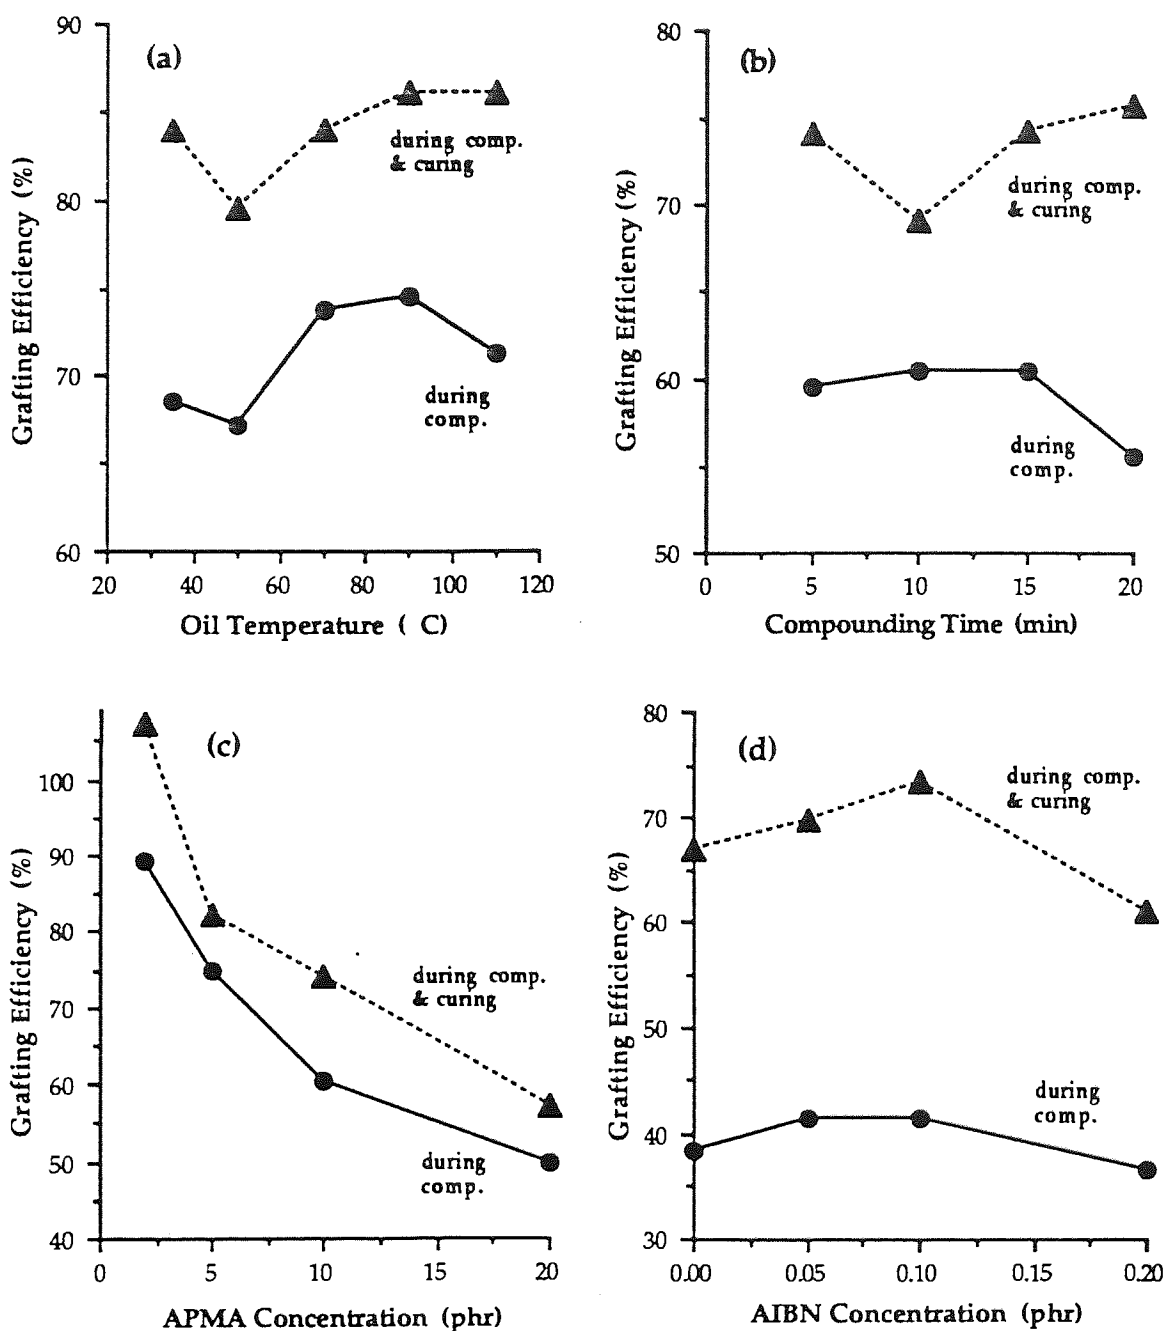 (a)
90
80
70
60
20 40 60 80 100 120
Grafting Efficiency (%)
Oil Temperature ( C)
during comp.
& curing
during
comp.
(b)
80
70
60
50
0 5 10 15 20
Grafting Efficiency (%)
Compounding Time (min)
during comp.
& curing
during
comp.
(c)
100
90
80
70
60
50
40
0 5 10 15 20
Grafting Efficiency (%)
APMA Concentration (phr)
during comp.
& curing
during
comp.
(d)
80
70
60
50
40
30
0.00 0.05 0.10 0.15 0.20
Grafting Efficiency (%)
AIBN Concentration (phr)
during comp.
& curing
during
comp.